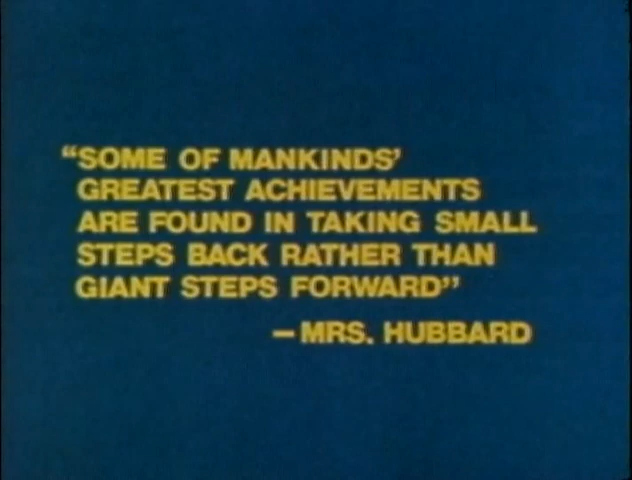 “SOME OF MANKINDS’
GREATEST ACHIEVEMENTS
ARE FOUND IN TAKING SMALL
STEPS BACK RATHER THAN
GIANT STEPS FORWARD”
—MRS. HUBBARD